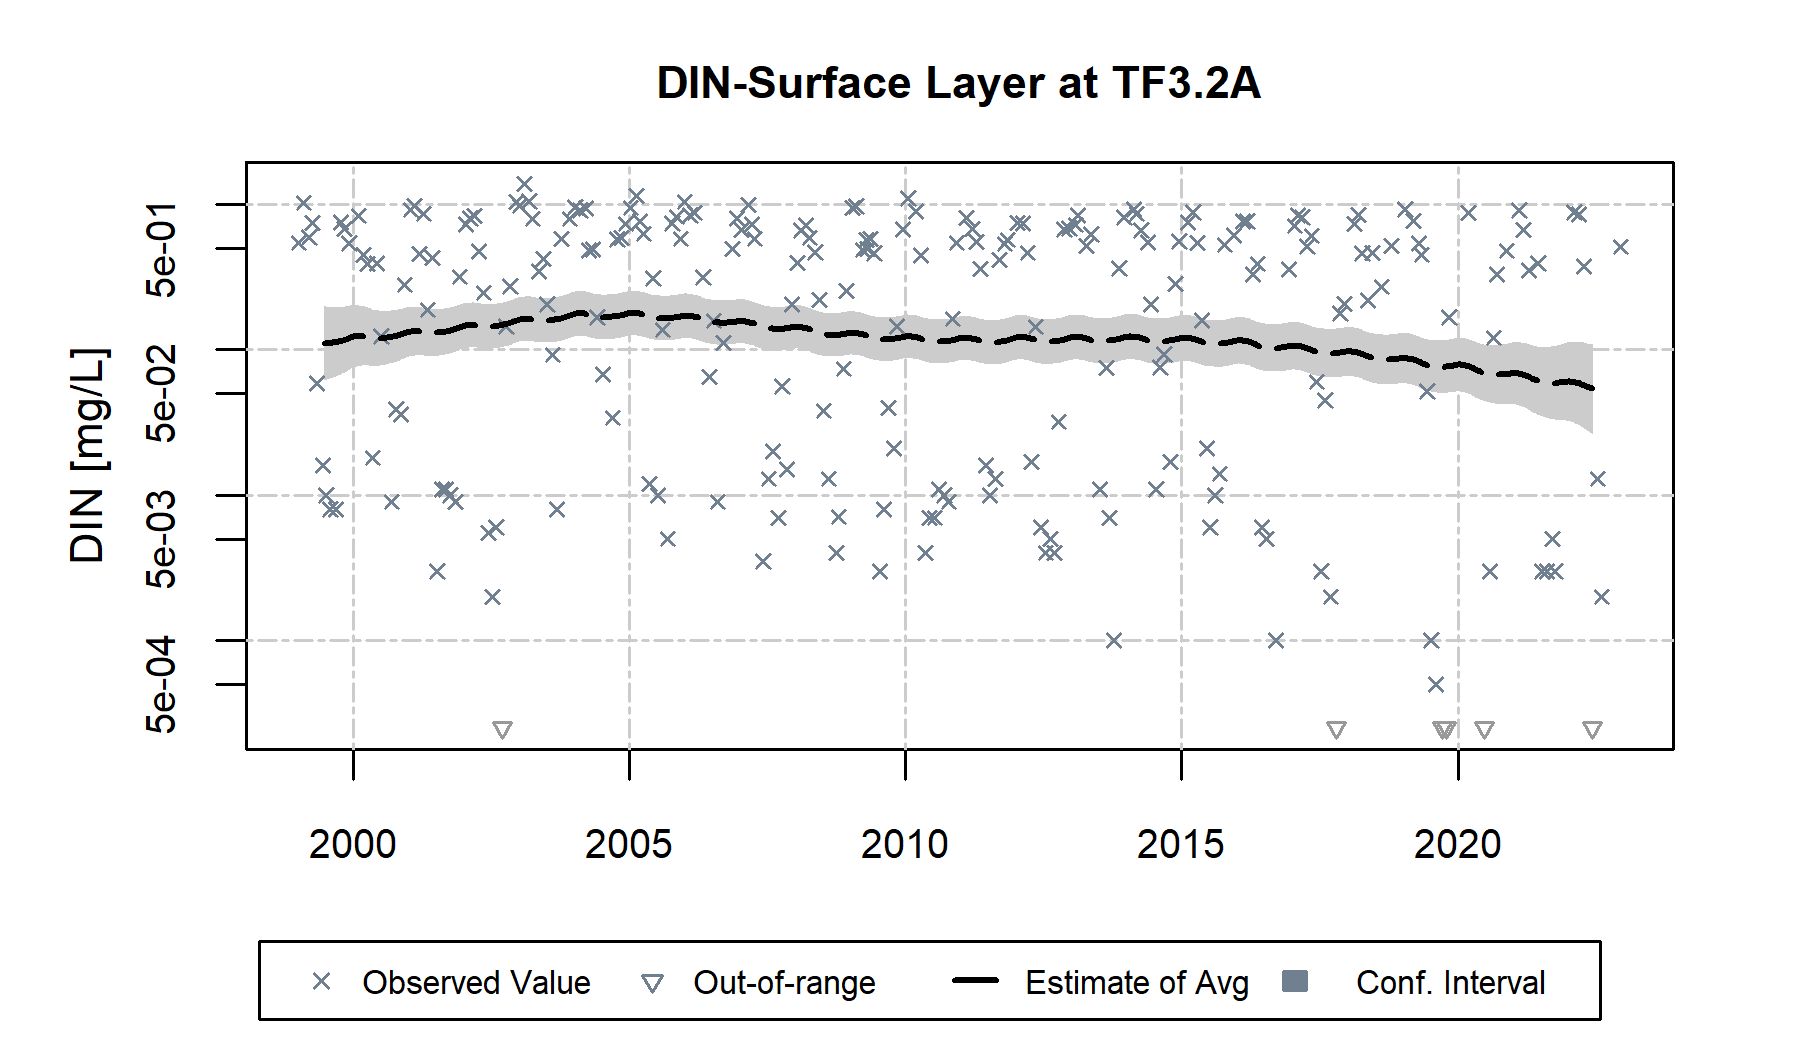 DIN-Surface Layer at TF3.2A
DIN [mg/L]
5e-01
5e-02
5e-03
5e-04
2000 2005 2010 2015 2020
Observed Value Out-of-range Estimate of Avg Conf. Interval